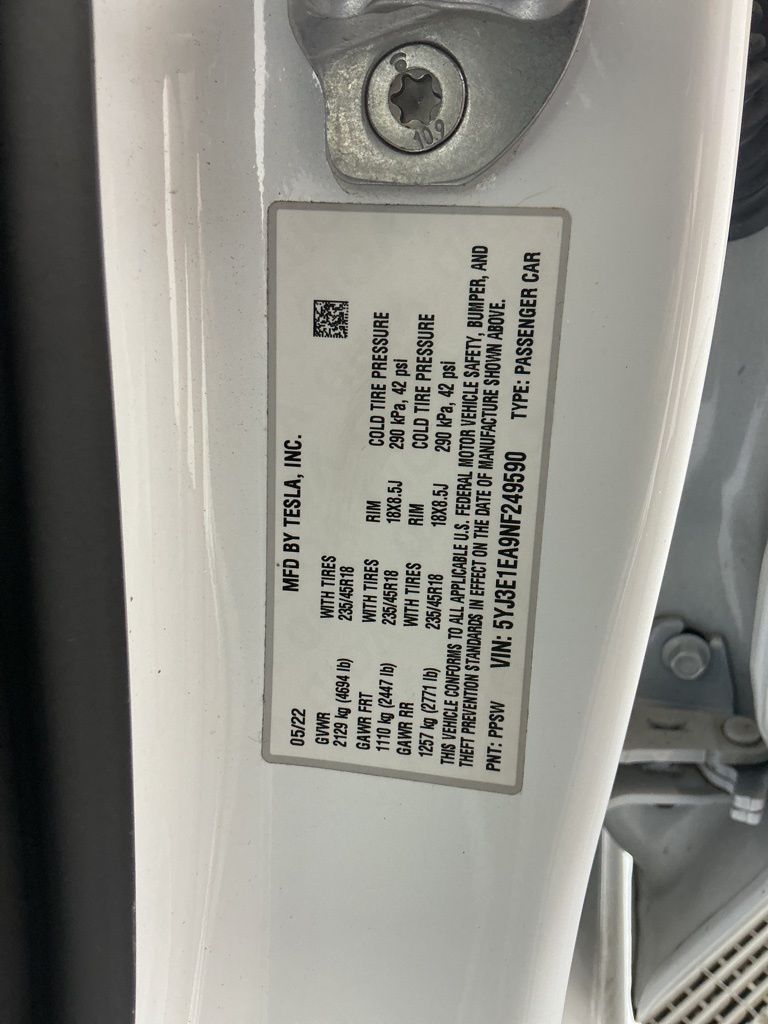 10.9
MFD BY TESLA, INC.
05/22
GVWR WITH TIRES
2129 kg (4694 lb) 235/45R18
GAWR FRT WITH TIRES RIM COLD TIRE PRESSURE
1110 kg (2447 lb) 235/45R18 18X8.5J 290 kPa, 42 psi
GAWR RR WITH TIRES RIM COLD TIRE PRESSURE
1257 kg (2771 lb) 235/45R18 18X8.5J 290 kPa, 42 psi
THIS VEHICLE CONFORMS TO ALL APPLICABLE U.S. FEDERAL MOTOR VEHICLE SAFETY, BUMPER, AND
THEFT PREVENTION STANDARDS IN EFFECT ON THE DATE OF MANUFACTURE SHOWN ABOVE.
PNT: PPSW VIN: 5YJ3E1EA9NF249590 TYPE: PASSENGER CAR